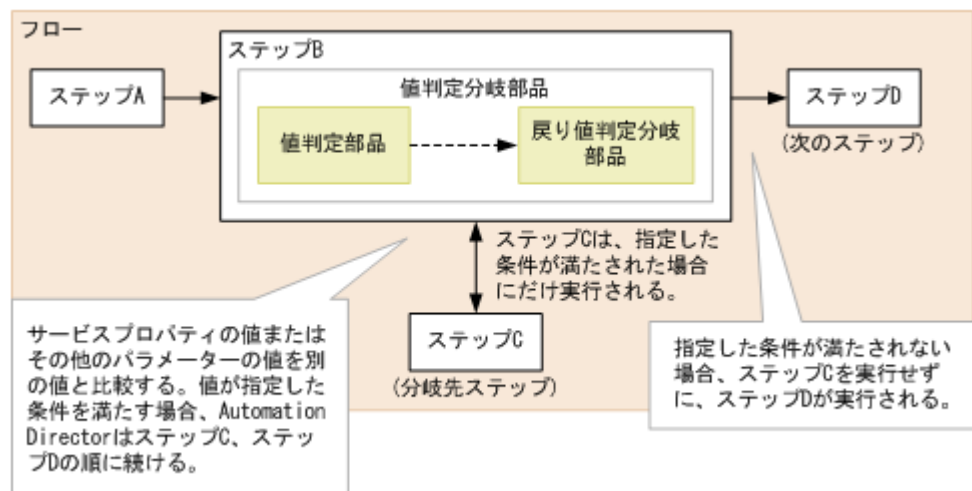 フロー
ステップB
ステップA
値判定分岐部品
値判定部品
戻り値判定分岐
部品
ステップD
(次のステップ)
ステップCは、指定した
条件が満たされた場合
にだけ実行される。
ステップC
(分岐先ステップ)
サービスプロパティの値または
その他のパラメーターの値を別
の値と比較する。値が指定した
条件を満たす場合、Automation
DirectorはステップC、ステッ
プDの順に続ける。
指定した条件が満たされない
場合、ステップCを実行せず
に、ステップDが実行される。